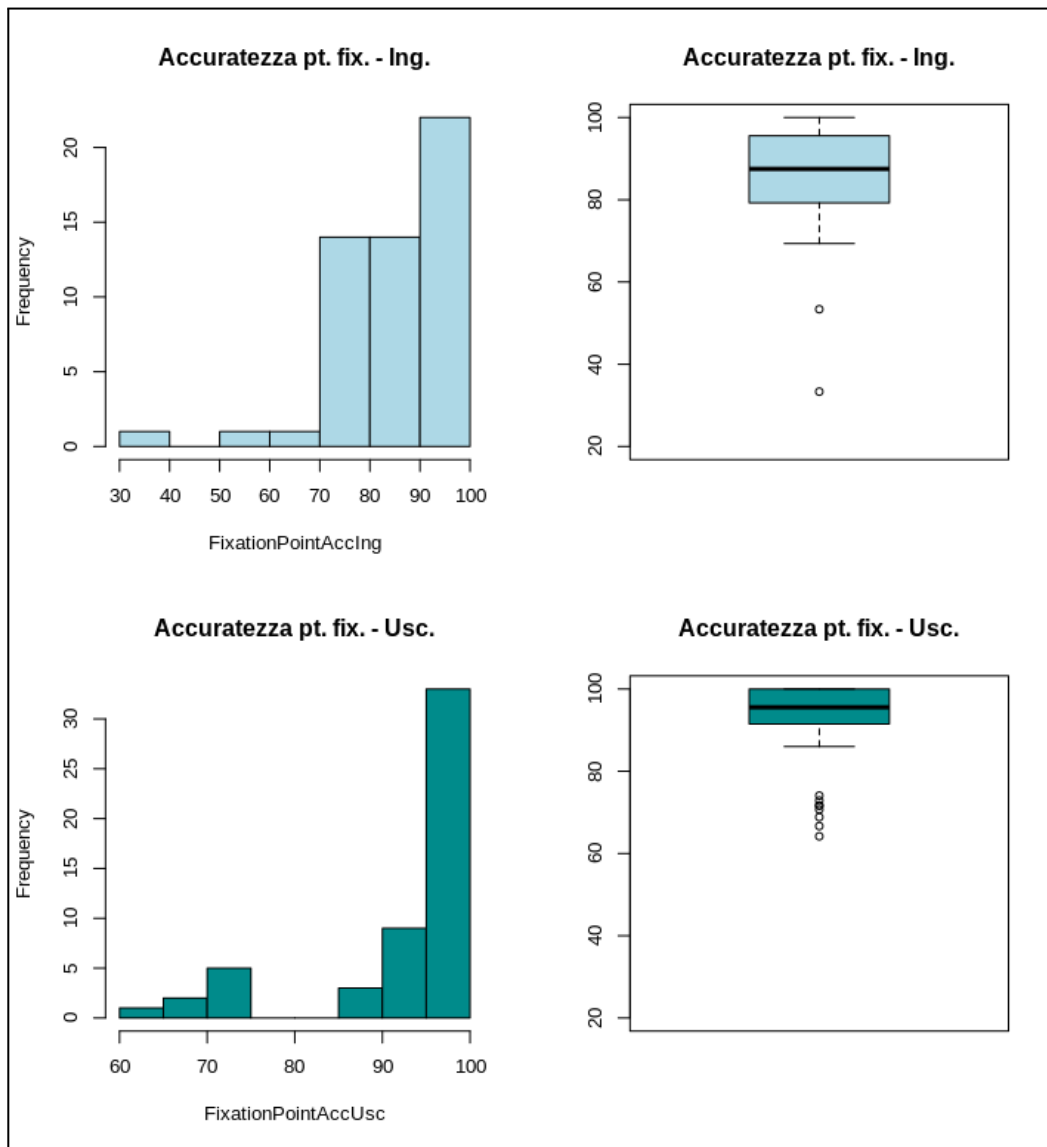 Accuratezza pt. fix. - Ing.
Frequency
20
15
10
5
0
30 40 50 60 70 80 90 100
FixationPointAccIng
Accuratezza pt. fix. - Ing.
100
80
60
40
20
Accuratezza pt. fix. - Usc.
Frequency
30
25
20
15
10
5
0
60 70 80 90 100
FixationPointAccUsc
Accuratezza pt. fix. - Usc.
100
80
60
40
20